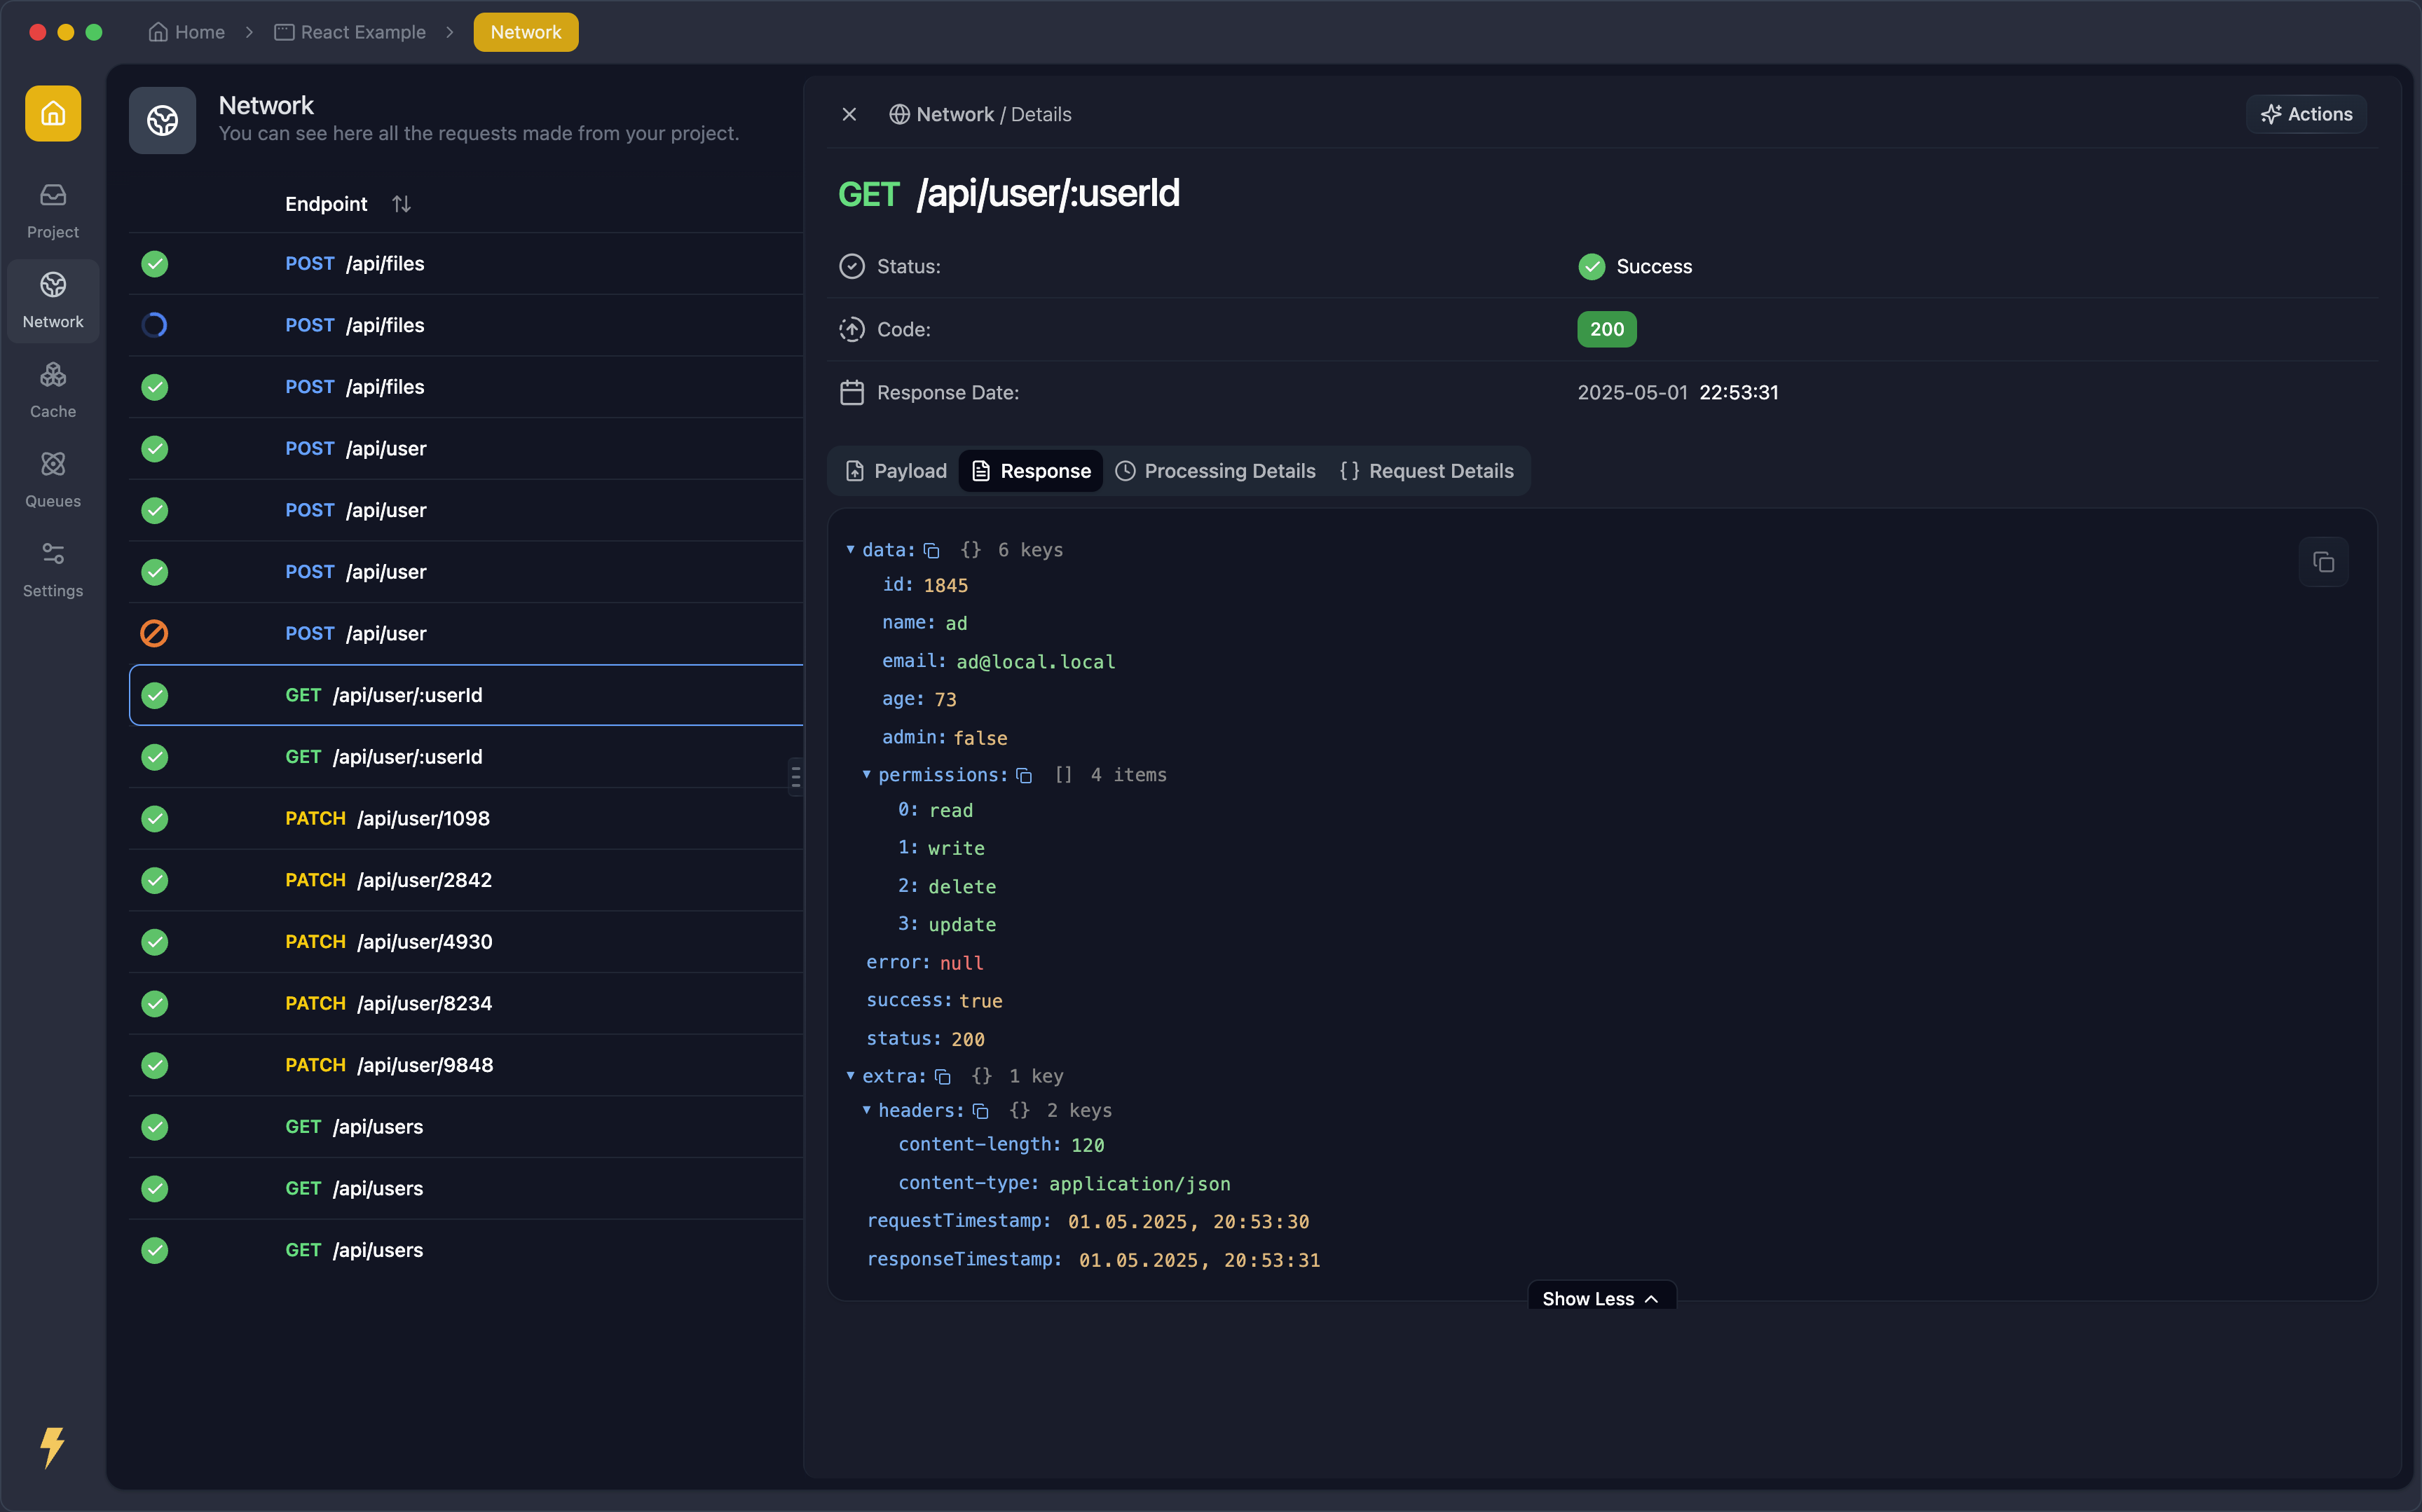 Home > React Example > Network
Project
Network
Cache
Queues
Settings
Network
You can see here all the requests made from your project.
Endpoint
POST /api/files
POST /api/files
POST /api/files
POST /api/user
POST /api/user
POST /api/user
POST /api/user
GET /api/user/:userId
GET /api/user/:userId
PATCH /api/user/1098
PATCH /api/user/2842
PATCH /api/user/4930
PATCH /api/user/8234
PATCH /api/user/9848
GET /api/users
GET /api/users
GET /api/users
Network / Details
Actions
GET /api/user/:userId
Status: Success
Code: 200
Response Date: 2025-05-01 22:53:31
Payload Response Processing Details {} Request Details
data: {} 6 keys
id: 1845
name: ad
email: ad@local.local
age: 73
admin: false
permissions: [] 4 items
0: read
1: write
2: delete
3: update
error: null
success: true
status: 200
extra: {} 1 key
headers: {} 2 keys
content-length: 120
content-type: application/json
requestTimestamp: 01.05.2025, 20:53:30
responseTimestamp: 01.05.2025, 20:53:31
Show Less